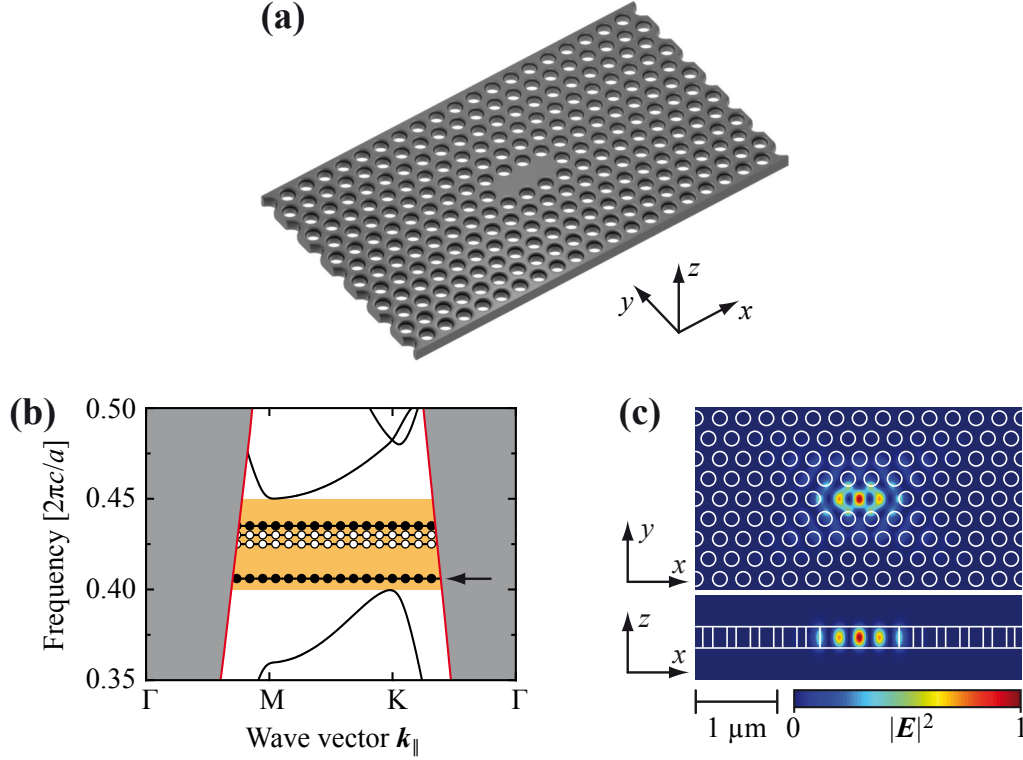 (a)
z
y
x
(b)
(c)
0.50
0.45
0.40
0.35
Frequency [2πc/a]
Γ
M
K
Γ
Wave vector k∥
y
x
z
x
1 μm
0
|E|²
1